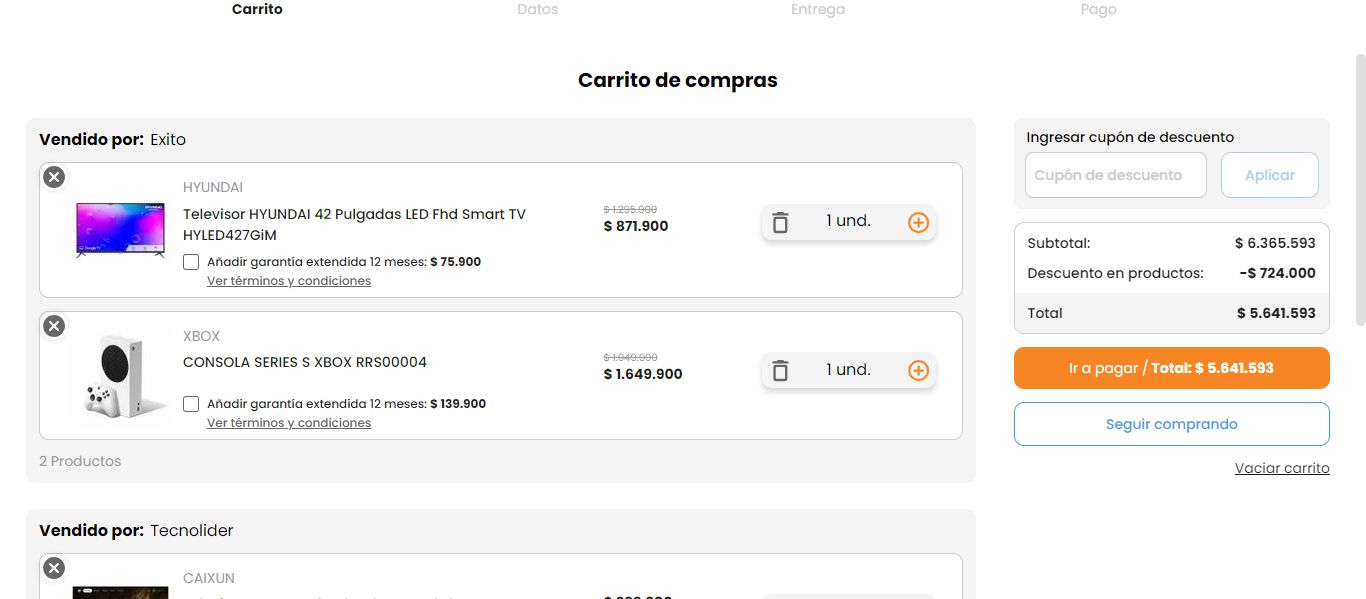 Carrito
Datos
Entrega
Pago
Carrito de compras
Vendido por: Exito
HYUNDAI
Televisor HYUNDAI 42 Pulgadas LED Fhd Smart TV
HYLED427GiM
$ 1.295.900
$ 871.900
1 und.
Añadir garantía extendida 12 meses: $ 75.900
Ver términos y condiciones
XBOX
CONSOLA SERIES S XBOX RRS00004
$ 1.949.900
$ 1.649.900
1 und.
Añadir garantía extendida 12 meses: $ 139.900
Ver términos y condiciones
2 Productos
Vendido por: Tecnolider
CAIXUN
Ingresar cupón de descuento
Cupón de descuento
Aplicar
Subtotal: $ 6.365.593
Descuento en productos: -$ 724.000
Total $ 5.641.593
Ir a pagar / Total: $ 5.641.593
Seguir comprando
Vaciar carrito